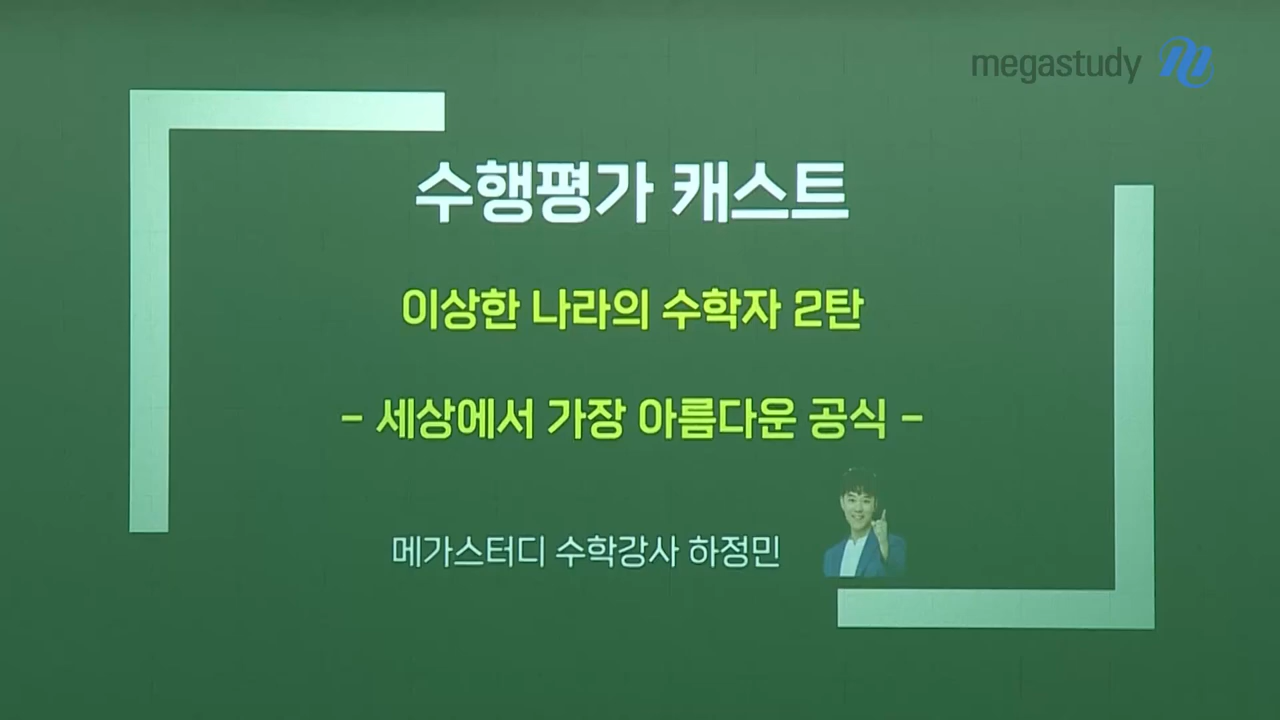 megastudy
수행평가 캐스트
이상한 나라의 수학자 2탄
- 세상에서 가장 아름다운 공식 -
메가스터디 수학강사 하정민